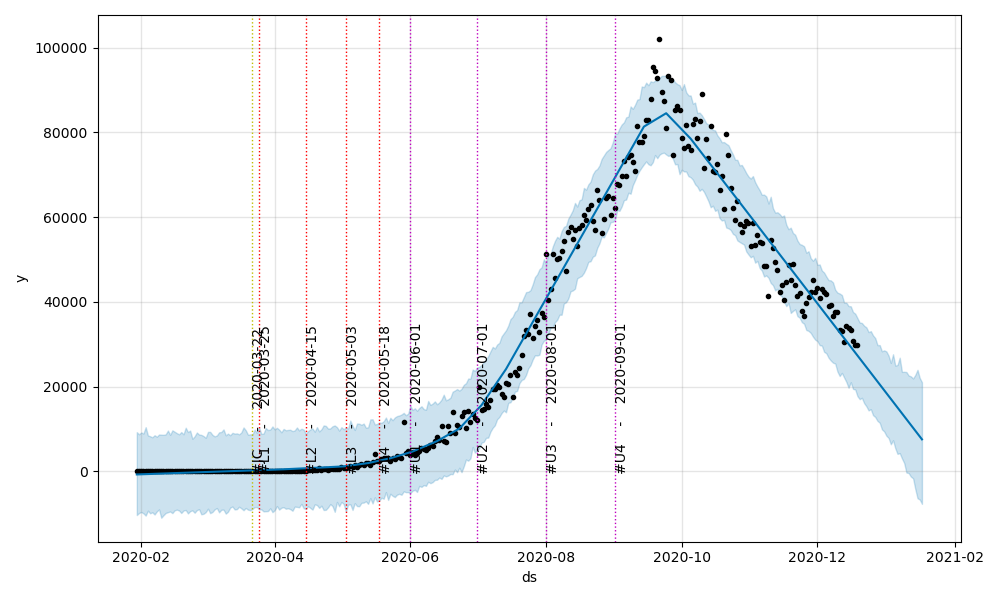 100000
80000
60000
40000
20000
0
y
#JC - 2020-03-22
#L1 - 2020-03-25
#L2 - 2020-04-15
#L3 - 2020-05-03
#L4 - 2020-05-18
#U1 - 2020-06-01
#U2 - 2020-07-01
#U3 - 2020-08-01
#U4 - 2020-09-01
2020-02
2020-04
2020-06
2020-08
2020-10
2020-12
2021-02
ds